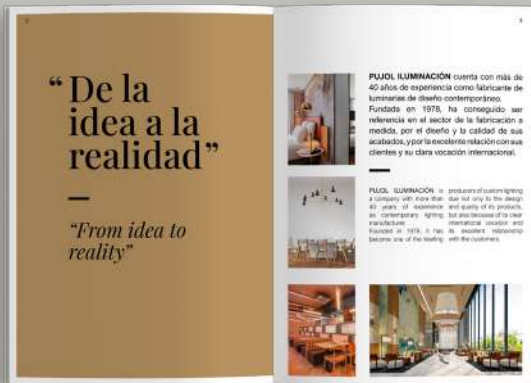 “ De la
idea a la
realidad ”
“From idea to
reality”
PUJOL ILUMINACIÓN cuenta con más de
40 años de experiencia como fabricante de
luminarias de diseño contemporáneo.
Fundada en 1978, ha conseguido ser
referencia en el sector de la fabricación a
medida, por el diseño y la calidad de sus
acabados, y por la excelente relación con sus
clientes y su clara vocación internacional.
PUJOL ILUMINACIÓN is
a company with more than
40 years of experience
as contemporary lighting
manufacturer.
Founded in 1978, it has
become one of the leading
producers of custom lighting
due not only to the design
and quality of its products,
but also because of its clear
international vocation and
its excellent relationship
with the customers.